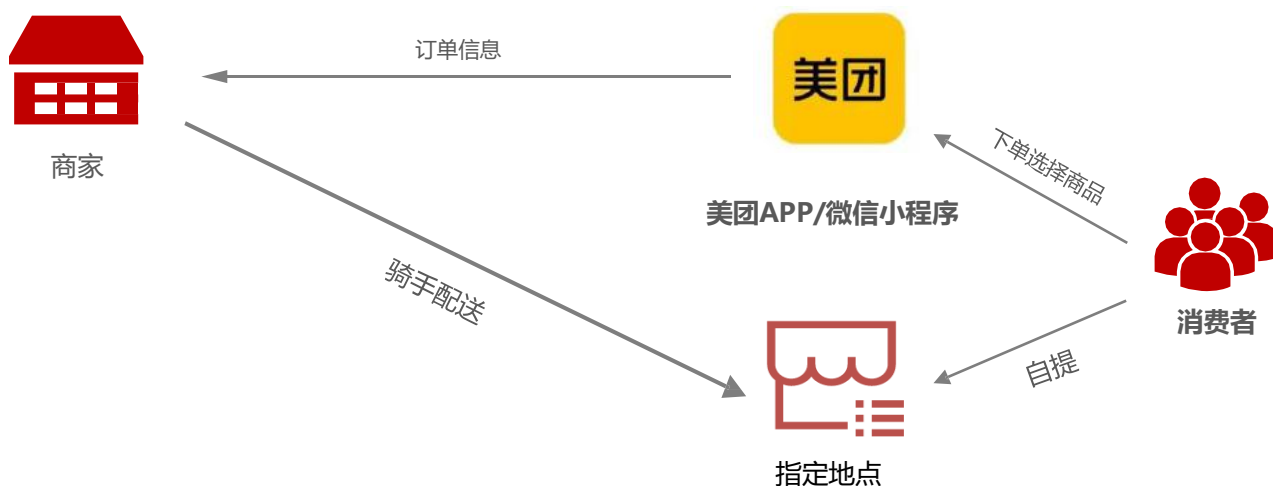 订单信息
美团
商家
下单选择商品
美团APP/微信小程序
骑手配送
消费者
自提
指定地点